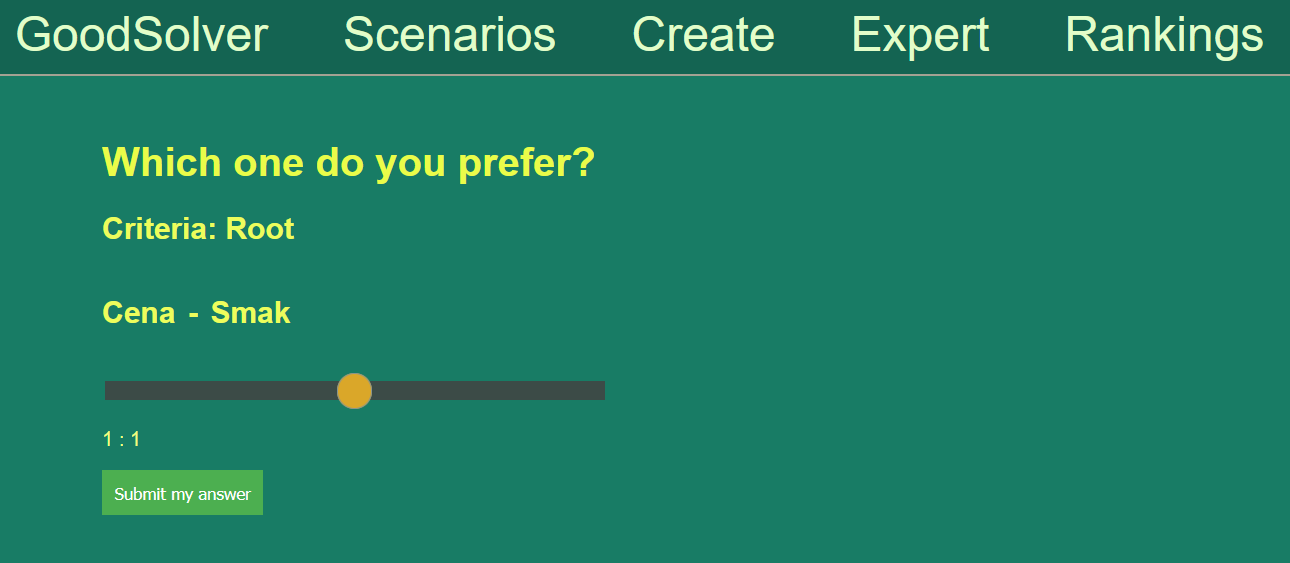 GoodSolver Scenarios Create Expert Rankings
Which one do you prefer?
Criteria: Root
Cena - Smak
1 : 1
Submit my answer